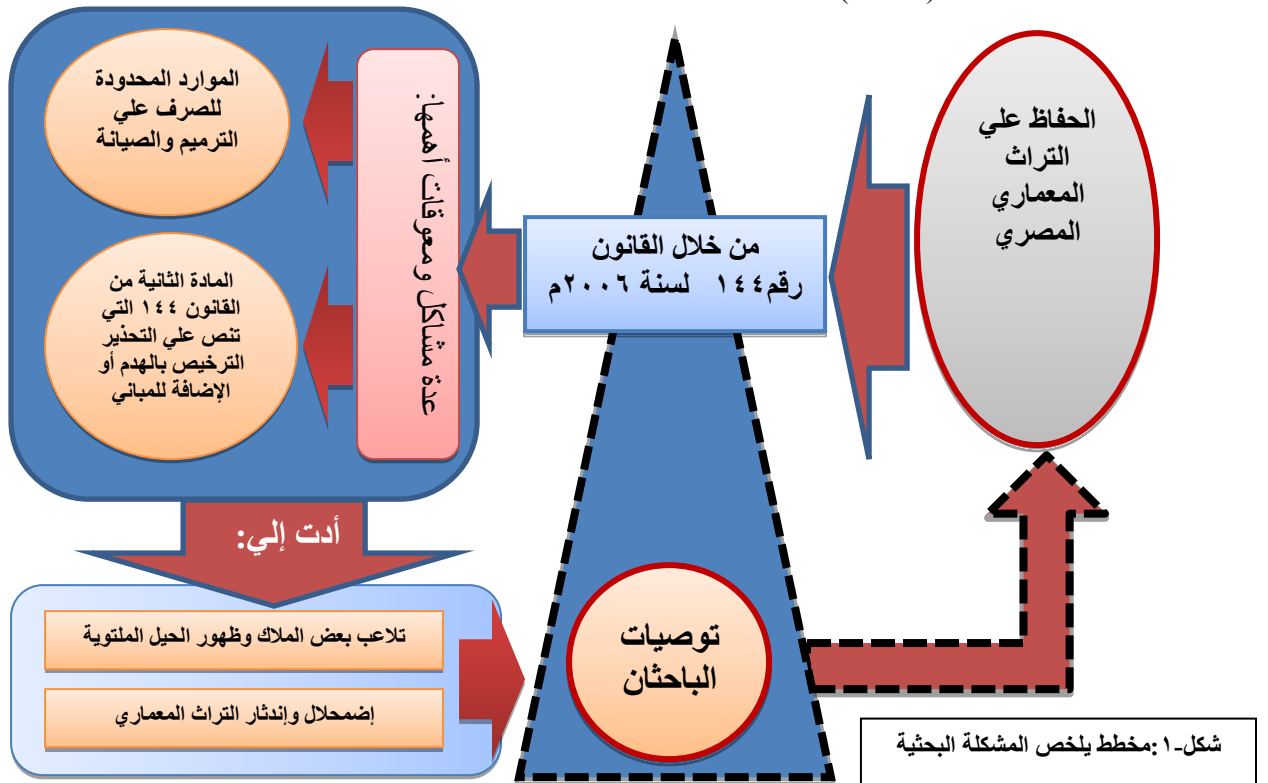 الحفاظ علي
التراث
المعماري
المصري
من خلال القانون
رقم١٤٤ لسنة ٢٠٠٦م
عدة مشاكل ومعوقات أهمها:
الموارد المحدودة
للصرف علي
الترميم والصيانة
المادة الثانية من
القانون ١٤٤ التي
تنص علي التحذير
الترخيص بالهدم أو
الإضافة للمباني
أدت إلي:
تلاعب بعض الملاك وظهور الحيل الملتوية
إضمحلال وإندثار التراث المعماري
توصيات
الباحثان
شكل-١:مخطط يلخص المشكلة البحثية